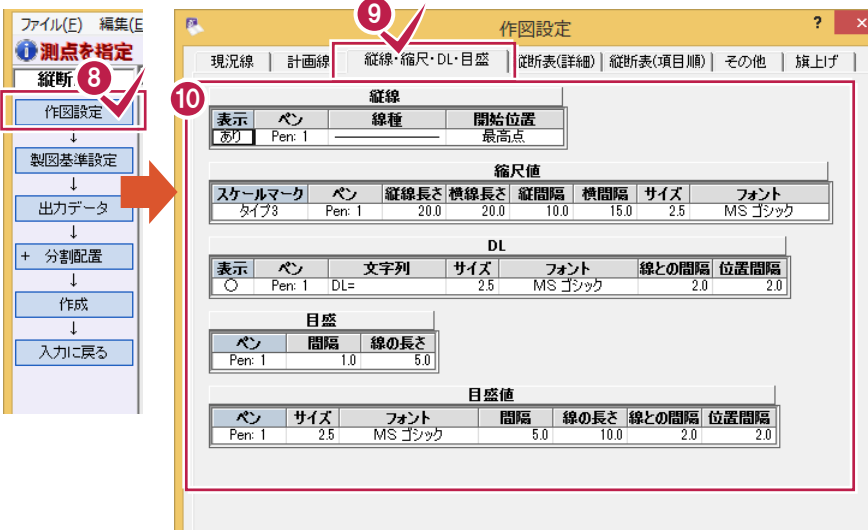 ファイル(F) 編集(E
測点を指定
縦断
8
作図設定
↓
製図基準設定
↓
出力データ
↓
+ 分割配置
↓
作成
↓
入力に戻る
9
作図設定
? ×
現況線 計画線 縦線・縮尺・DL・目盛 縦断表(詳細) 縦断表(項目順) その他 旗上げ
10
縦線
表示 ペン 線種 開始位置
あり Pen: 1 最高点
縮尺値
スケールマーク ペン 縦線長さ 横線長さ 縦間隔 横間隔 サイズ フォント
タイプ3 Pen: 1 20.0 20.0 10.0 15.0 2.5 MS ゴシック
DL
表示 ペン 文字列 サイズ フォント 線との間隔 位置間隔
○ Pen: 1 DL= 2.5 MS ゴシック 2.0 2.0
目盛
ペン 間隔 線の長さ
Pen: 1 1.0 5.0
目盛値
ペン サイズ フォント 間隔 線の長さ 線との間隔 位置間隔
Pen: 1 2.5 MS ゴシック 5.0 10.0 2.0 2.0